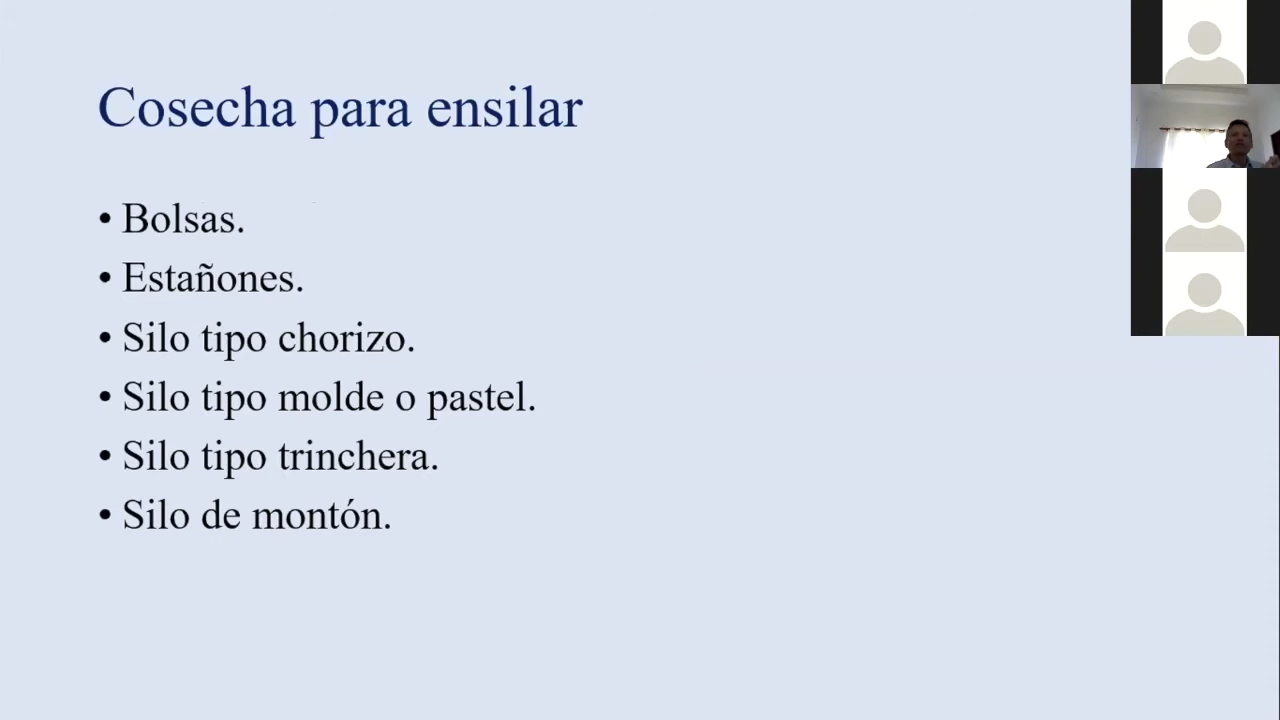 Cosecha para ensilar
• Bolsas.
• Estañones.
• Silo tipo chorizo.
• Silo tipo molde o pastel.
• Silo tipo trinchera.
• Silo de montón.